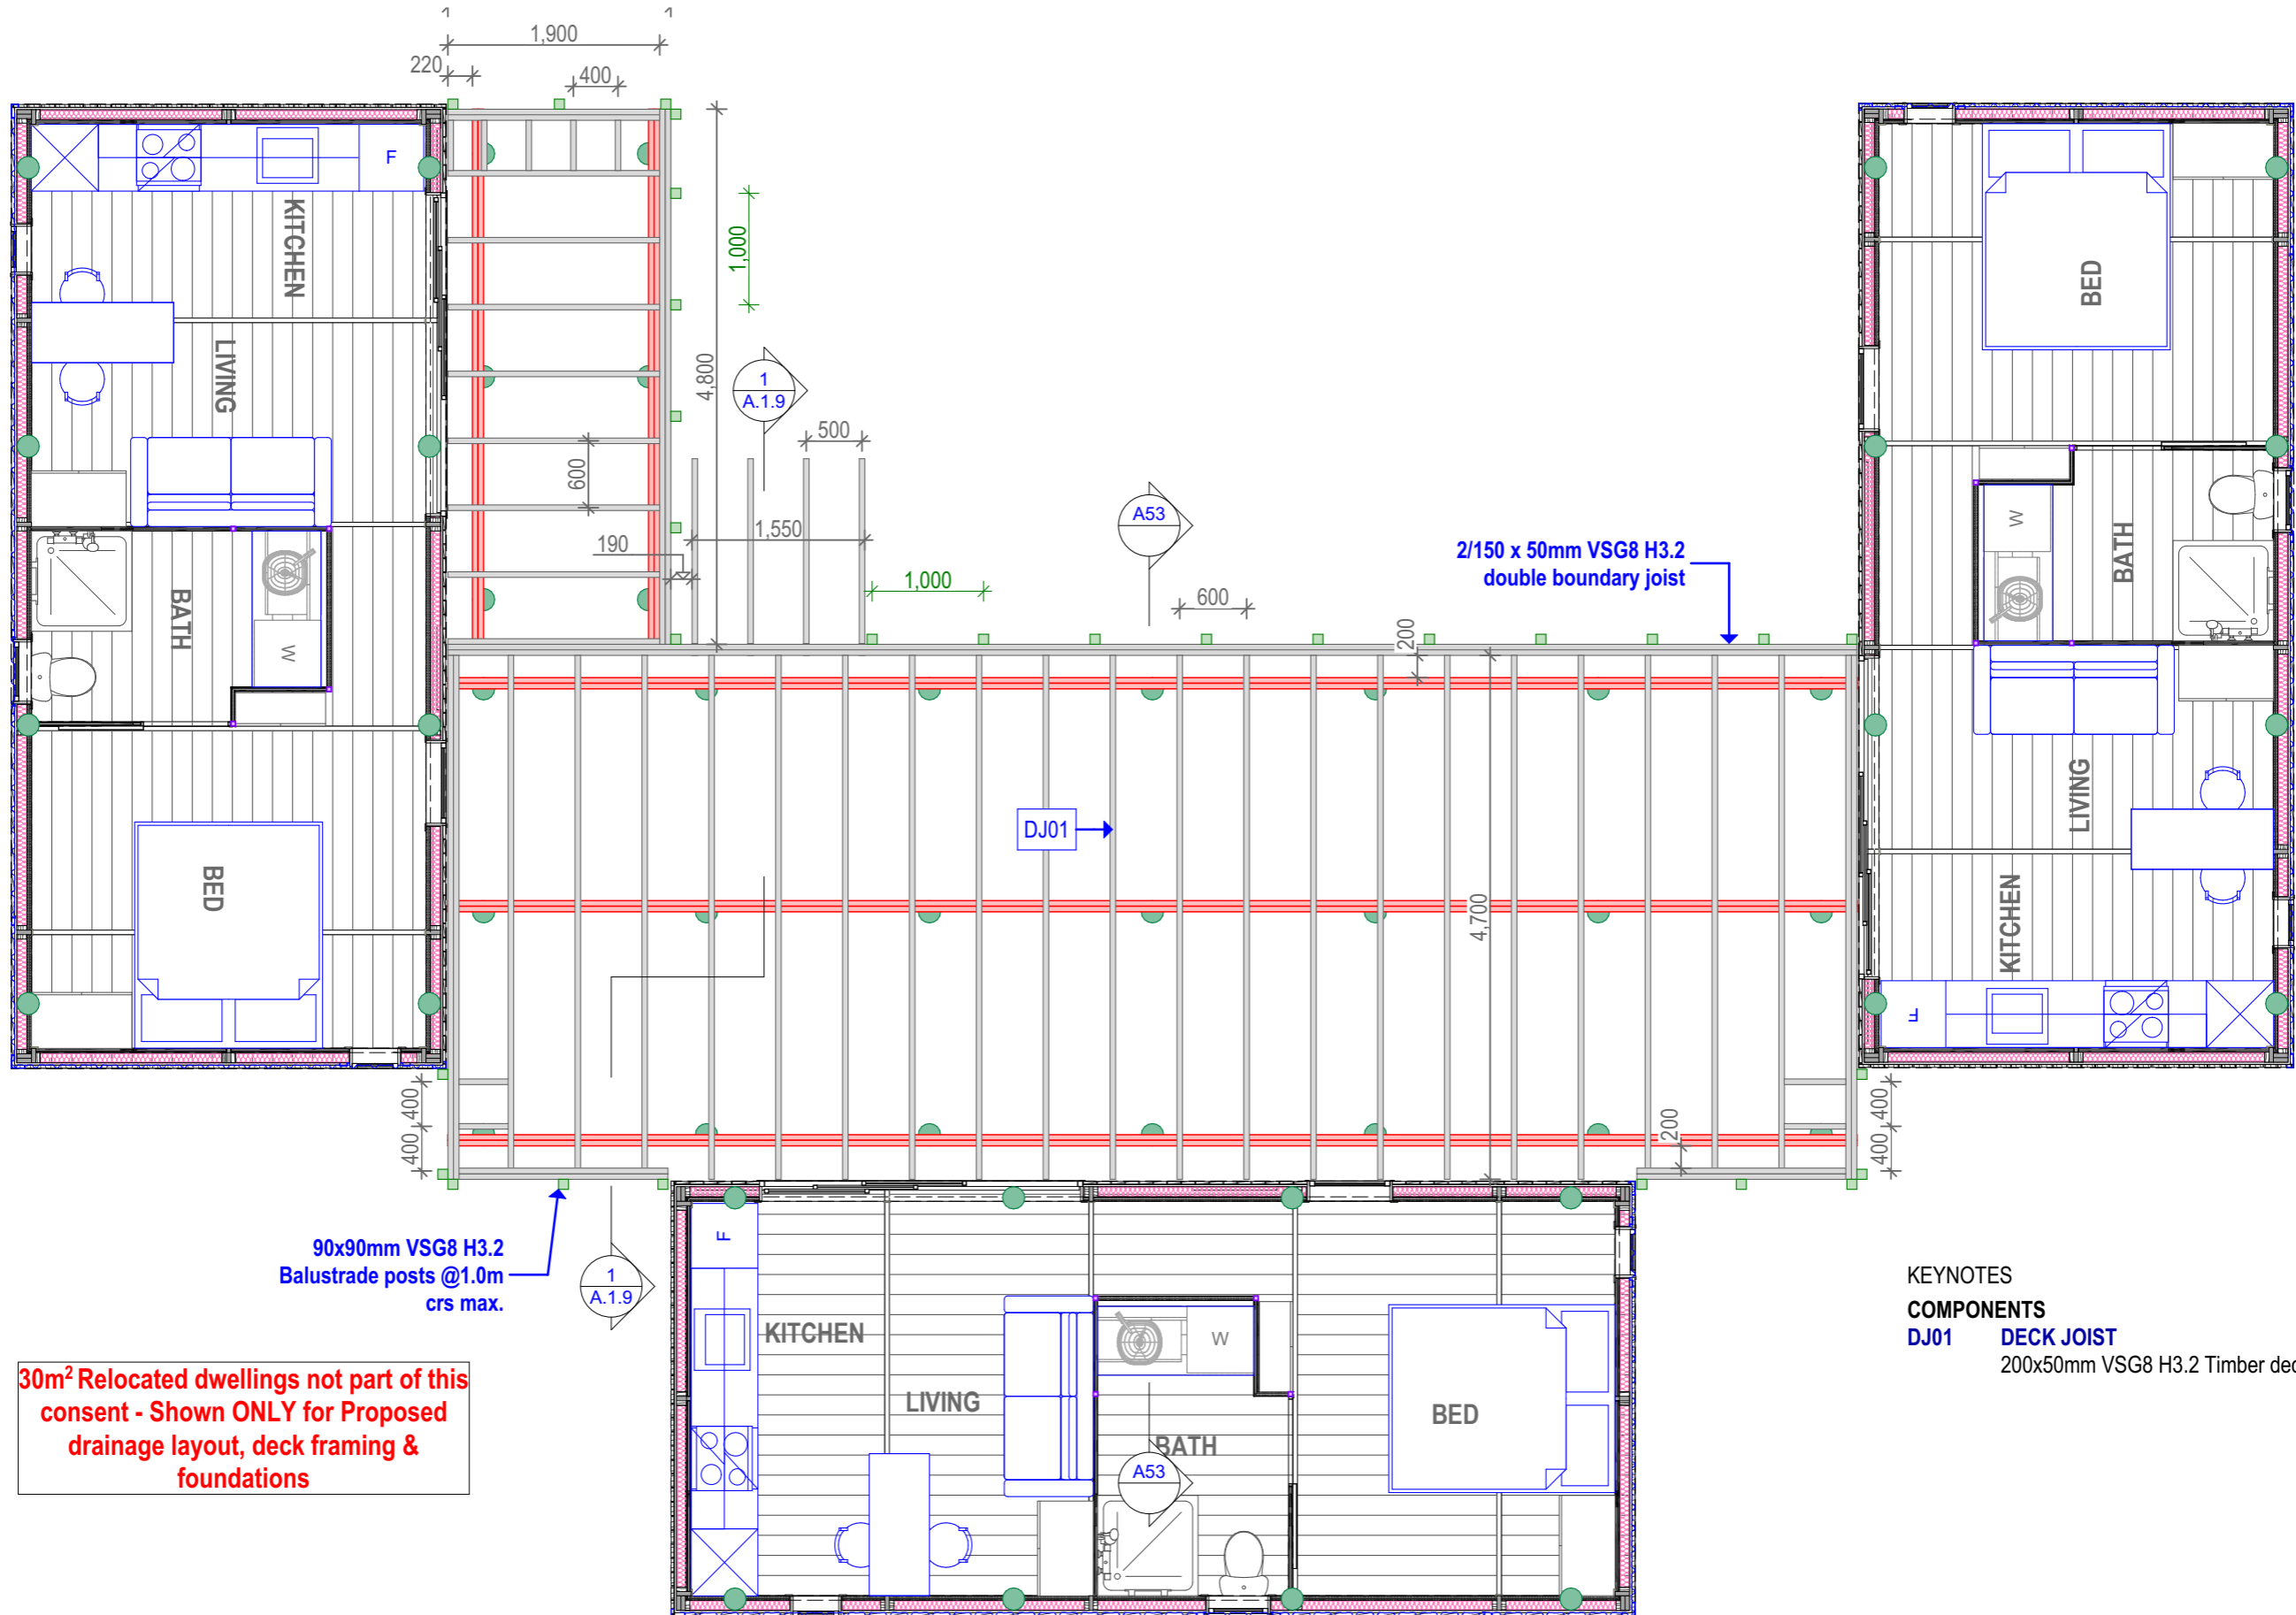 1,900
220
400
F
KITCHEN
LIVING
BATH
W
BED
1,000
4,800
1
A.1.9
500
600
1,550
190
1,000
A53
600
200
2/150 x 50mm VSG8 H3.2
double boundary joist
BED
W
BATH
LIVING
KITCHEN
F
DJ01
4,700
400
400
200
400
400
90x90mm VSG8 H3.2
Balustrade posts @1.0m
crs max.
1
A.1.9
F
KITCHEN
LIVING
W
BATH
A53
BED
30m² Relocated dwellings not part of this
consent - Shown ONLY for Proposed
drainage layout, deck framing &
foundations
KEYNOTES
COMPONENTS
DJ01 DECK JOIST
200x50mm VSG8 H3.2 Timber